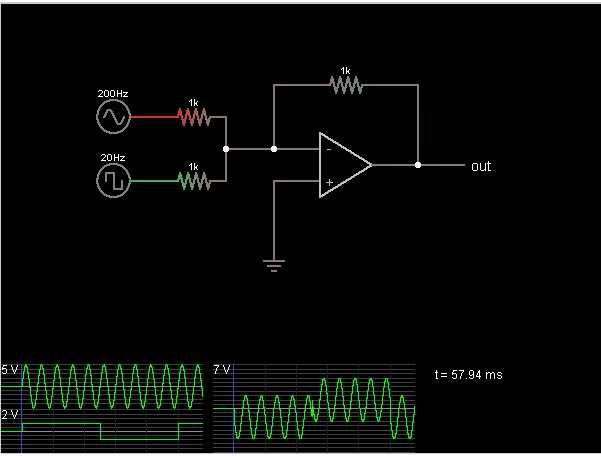 200Hz
1k
1k
20Hz
1k
-
+
out
5 V
2 V
7 V
t = 57.94 ms